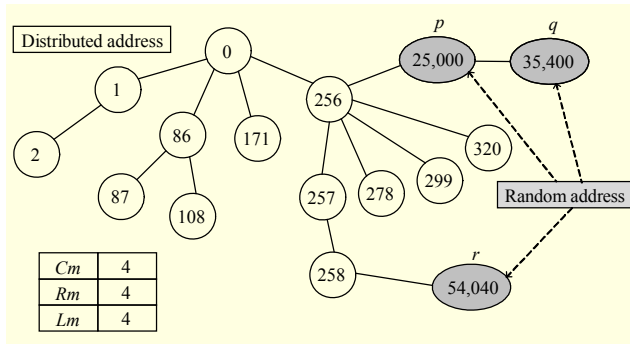 Distributed address
0
p
q
25,000
35,400
1
256
86
171
320
2
299
87
257
278
Random address
108
r
258
54,040
Cm 4
Rm 4
Lm 4